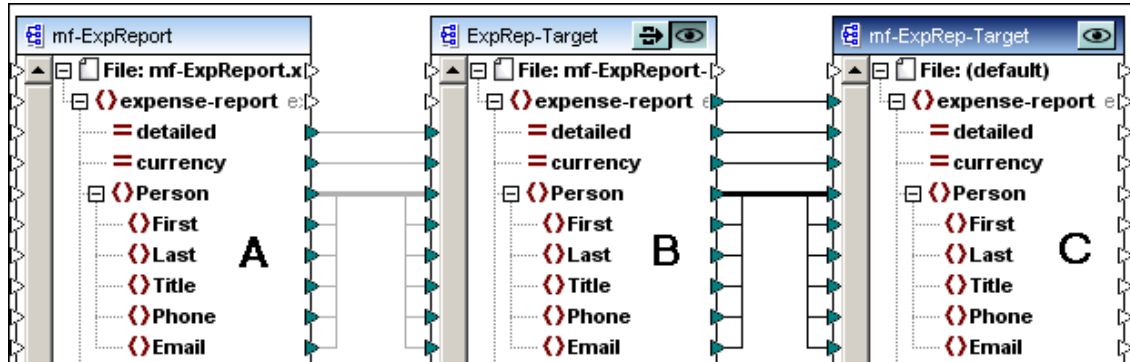 mf-ExpReport
File: mf-ExpReport.x
expense-report
detailed
currency
Person
First
Last
Title
Phone
Email
A
ExpRep-Target
File: mf-ExpReport-
expense-report
detailed
currency
Person
First
Last
Title
Phone
Email
B
mf-ExpRep-Target
File: (default)
expense-report
detailed
currency
Person
First
Last
Title
Phone
Email
C